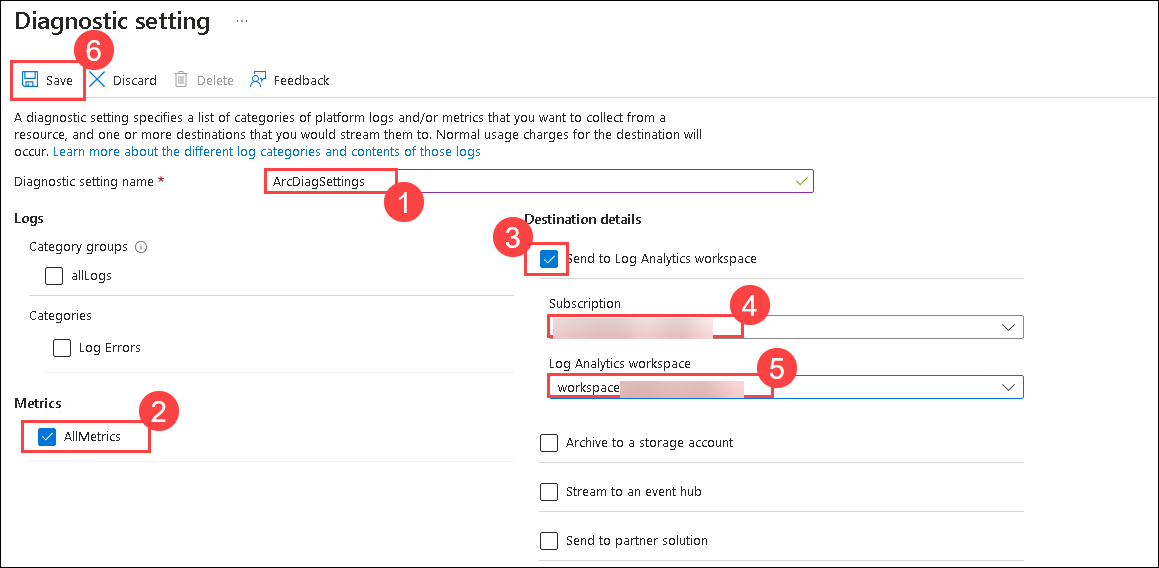 Diagnostic setting ...
6
Save Discard Delete Feedback
A diagnostic setting specifies a list of categories of platform logs and/or metrics that you want to collect from a
resource, and one or more destinations that you would stream them to. Normal usage charges for the destination will
occur. Learn more about the different log categories and contents of those logs
Diagnostic setting name * ArcDiagSettings
1
Logs
Category groups
allLogs
Categories
Log Errors
Metrics
2
AllMetrics
Destination details
3
Send to Log Analytics workspace
Subscription
4
Log Analytics workspace
5
workspace
Archive to a storage account
Stream to an event hub
Send to partner solution